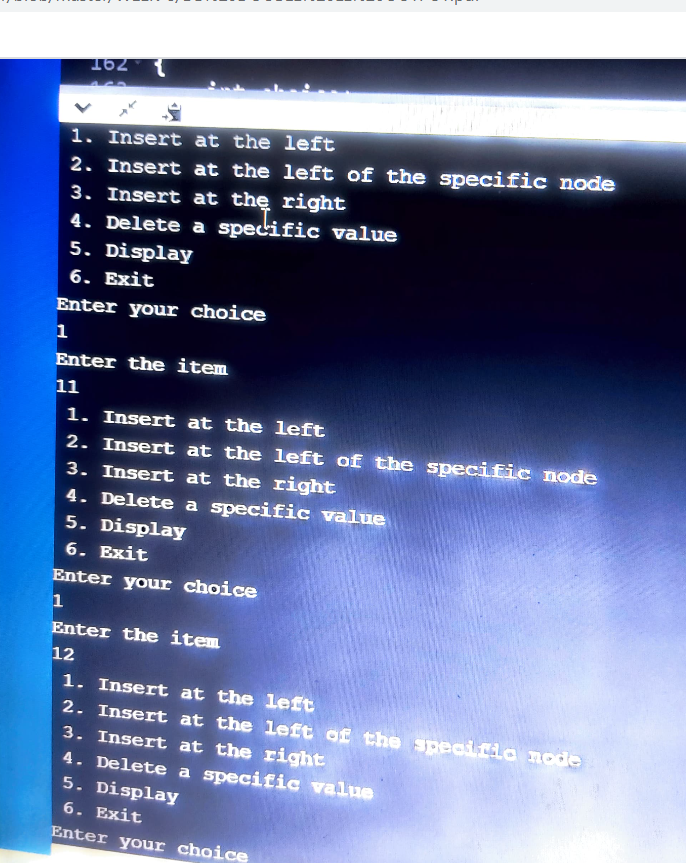 162 {
1. Insert at the left
2. Insert at the left of the specific node
3. Insert at the right
4. Delete a specific value
5. Display
6. Exit
Enter your choice
1
Enter the item
11
1. Insert at the left
2. Insert at the left of the specific node
3. Insert at the right
4. Delete a specific value
5. Display
6. Exit
Enter your choice
1
Enter the item
12
1. Insert at the left
2. Insert at the left of the specific node
3. Insert at the right
4. Delete a specific value
5. Display
6. Exit
Enter your choice